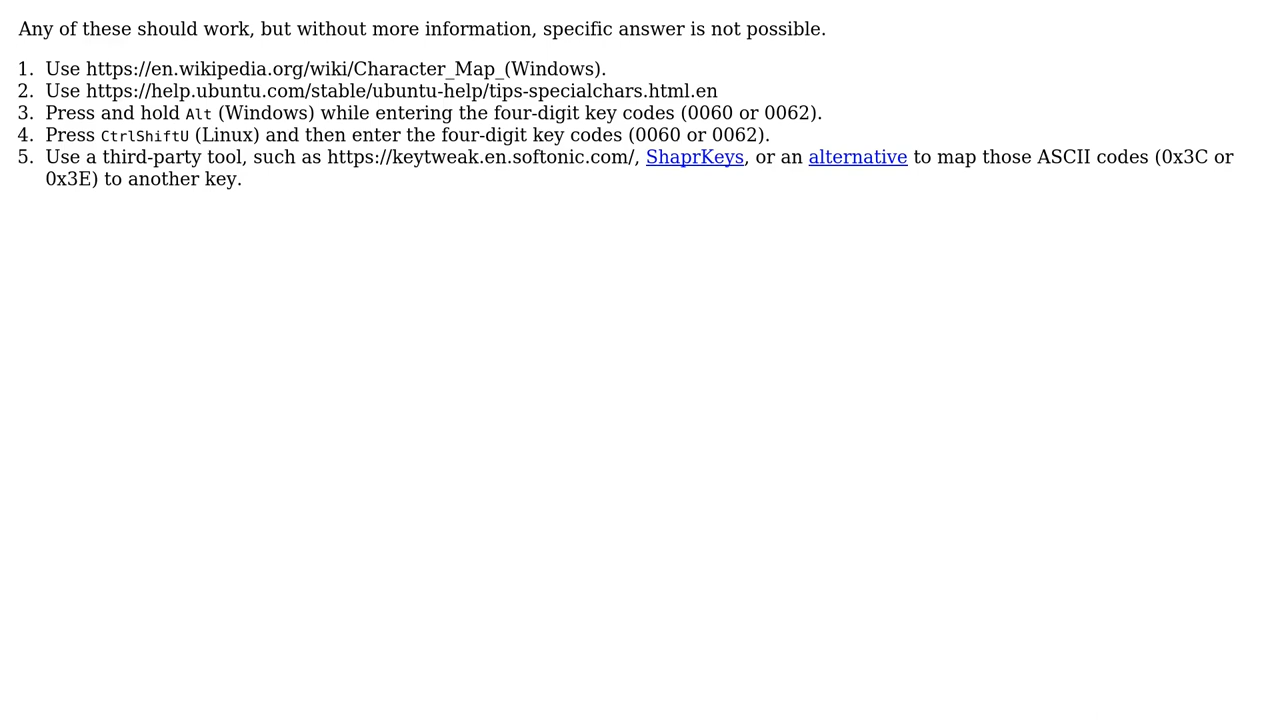 Any of these should work, but without more information, specific answer is not possible.
1. Use https://en.wikipedia.org/wiki/Character_Map_(Windows).
2. Use https://help.ubuntu.com/stable/ubuntu-help/tips-specialchars.html.en
3. Press and hold Alt (Windows) while entering the four-digit key codes (0060 or 0062).
4. Press CtrlShiftU (Linux) and then enter the four-digit key codes (0060 or 0062).
5. Use a third-party tool, such as https://keytweak.en.softonic.com/, ShaprKeys, or an alternative to map those ASCII codes (0x3C or
0x3E) to another key.